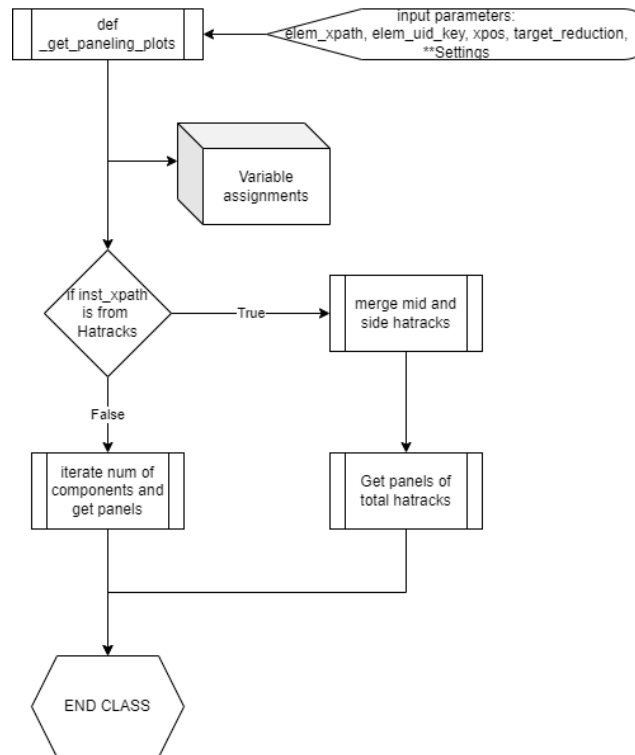 def
_get_paneling_plots
input parameters:
elem_xpath, elem_uid_key, xpos, target_reduction,
**Settings
Variable
assignments
if inst_xpath
is from
Hatracks
True
merge mid and
side hatracks
False
iterate num of
components and
get panels
Get panels of
total hatracks
END CLASS